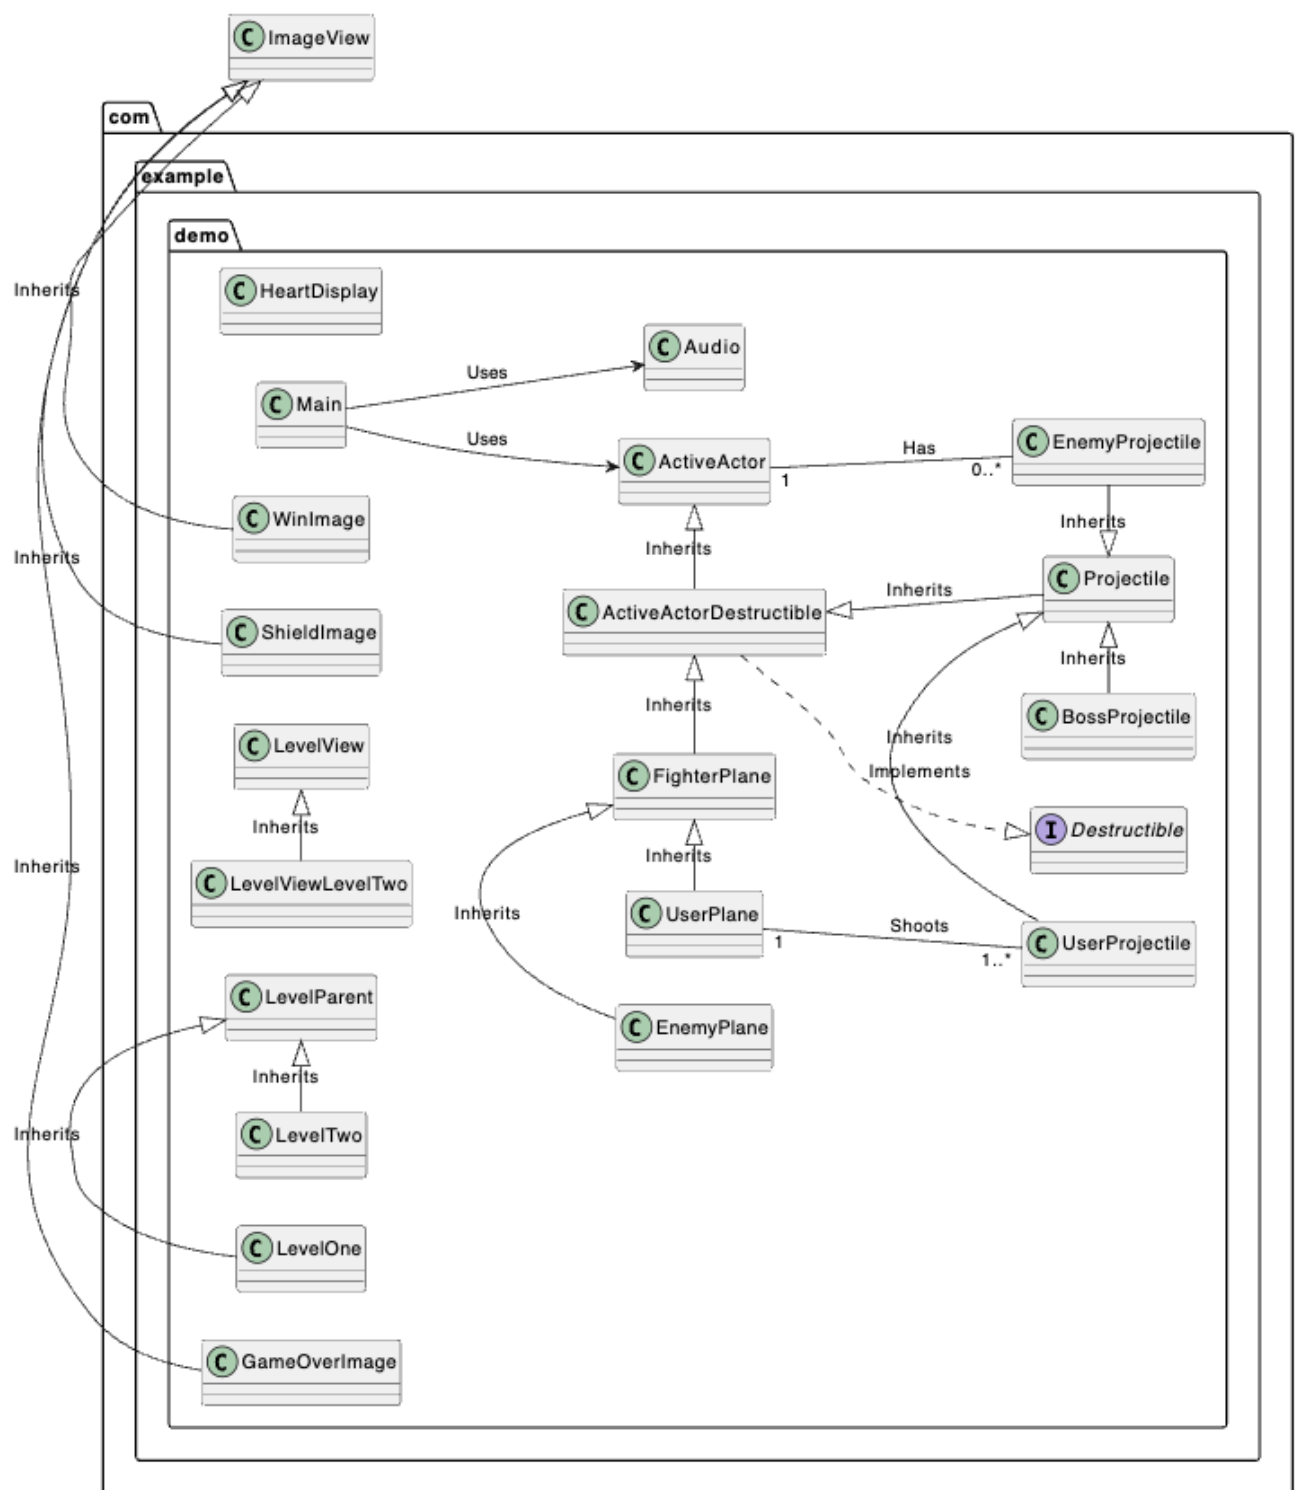 C ImageView
com
example
demo
Inherits
C HeartDisplay
C Audio
Uses
C Main
Uses
C ActiveActor
1
Has
0..*
C EnemyProjectile
C WinImage
Inherits
Inherits
Inherits
C Projectile
C ActiveActorDestructible
Inherits
C ShieldImage
Inherits
Inherits
C BossProjectile
C LevelView
Inherits
Implements
C FighterPlane
Inherits
I Destructible
Inherits
Inherits
C LevelViewLevelTwo
Inherits
C UserPlane
1
Shoots
1..*
C UserProjectile
C LevelParent
C EnemyPlane
Inherits
Inherits
C LevelTwo
C LevelOne
C GameOverImage